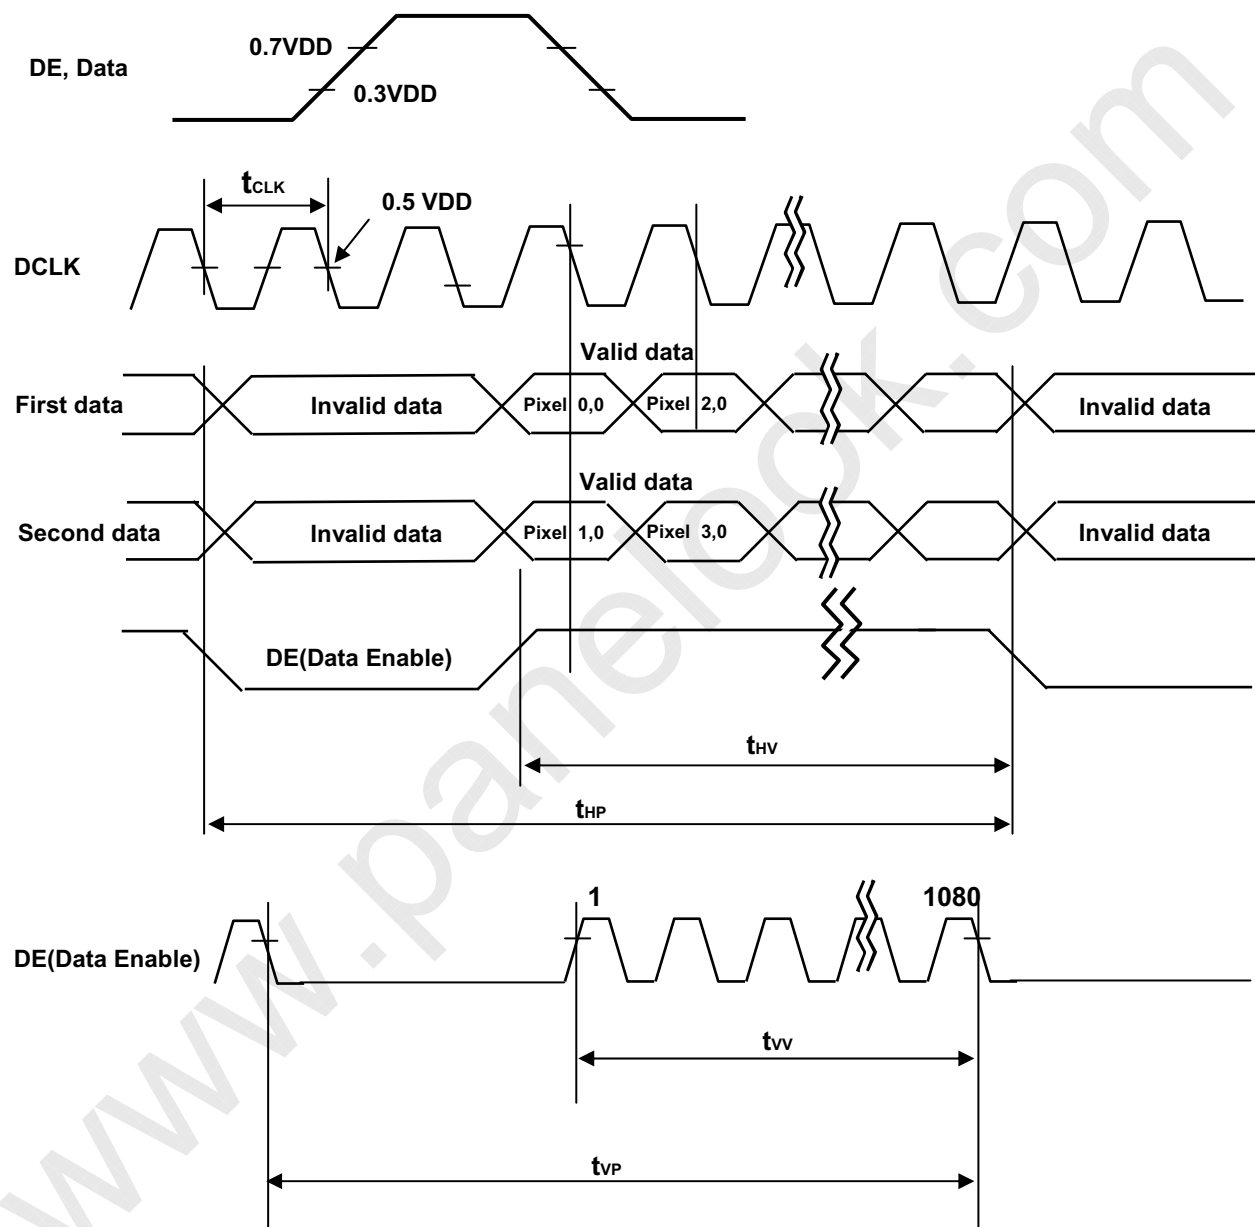 0.7VDD
DE, Data
0.3VDD
tCLK
0.5 VDD
DCLK
Valid data
First data
Invalid data
Pixel 0,0
Pixel 2,0
Invalid data
Valid data
Second data
Invalid data
Pixel 1,0
Pixel 3,0
Invalid data
DE(Data Enable)
tHV
tHP
1
1080
DE(Data Enable)
tVV
tVP
www.panelook.com